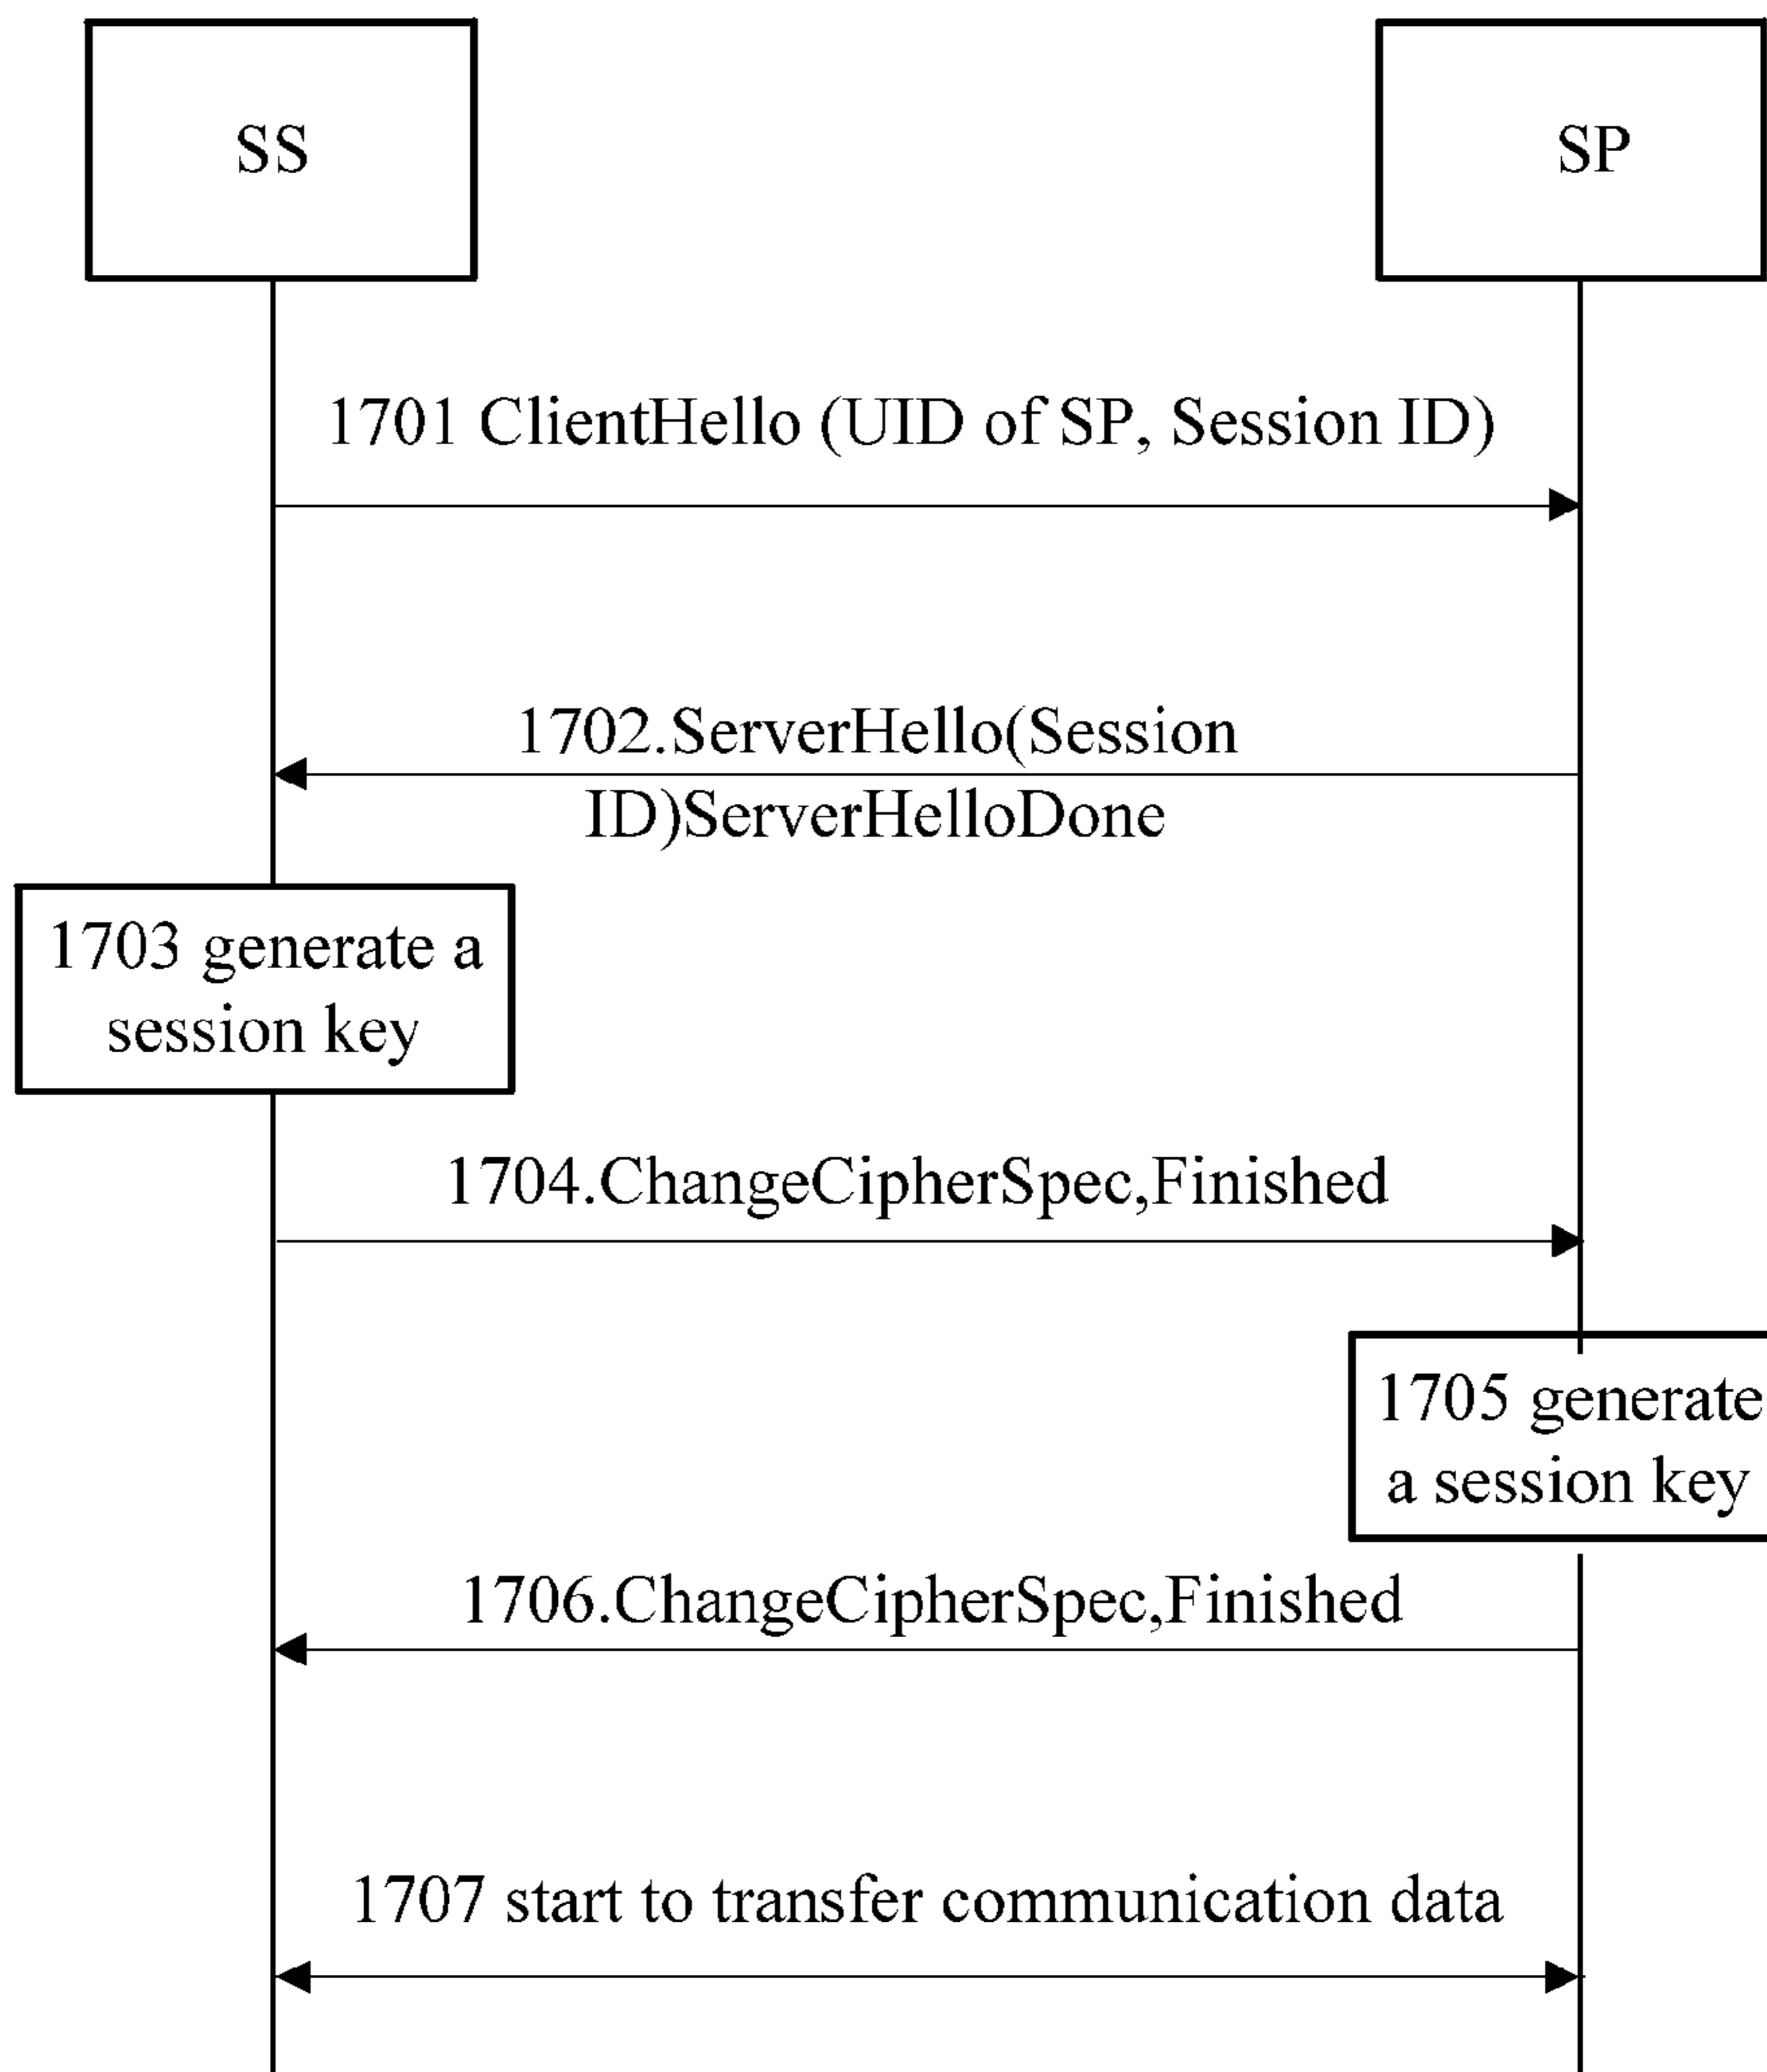 SS
SP
1701 ClientHello (UID of SP, Session ID)
1702.ServerHello(Session
ID)ServerHelloDone
1703 generate a
session key
1704.ChangeCipherSpec,Finished
1705 generate
a session key
1706.ChangeCipherSpec,Finished
1707 start to transfer communication data